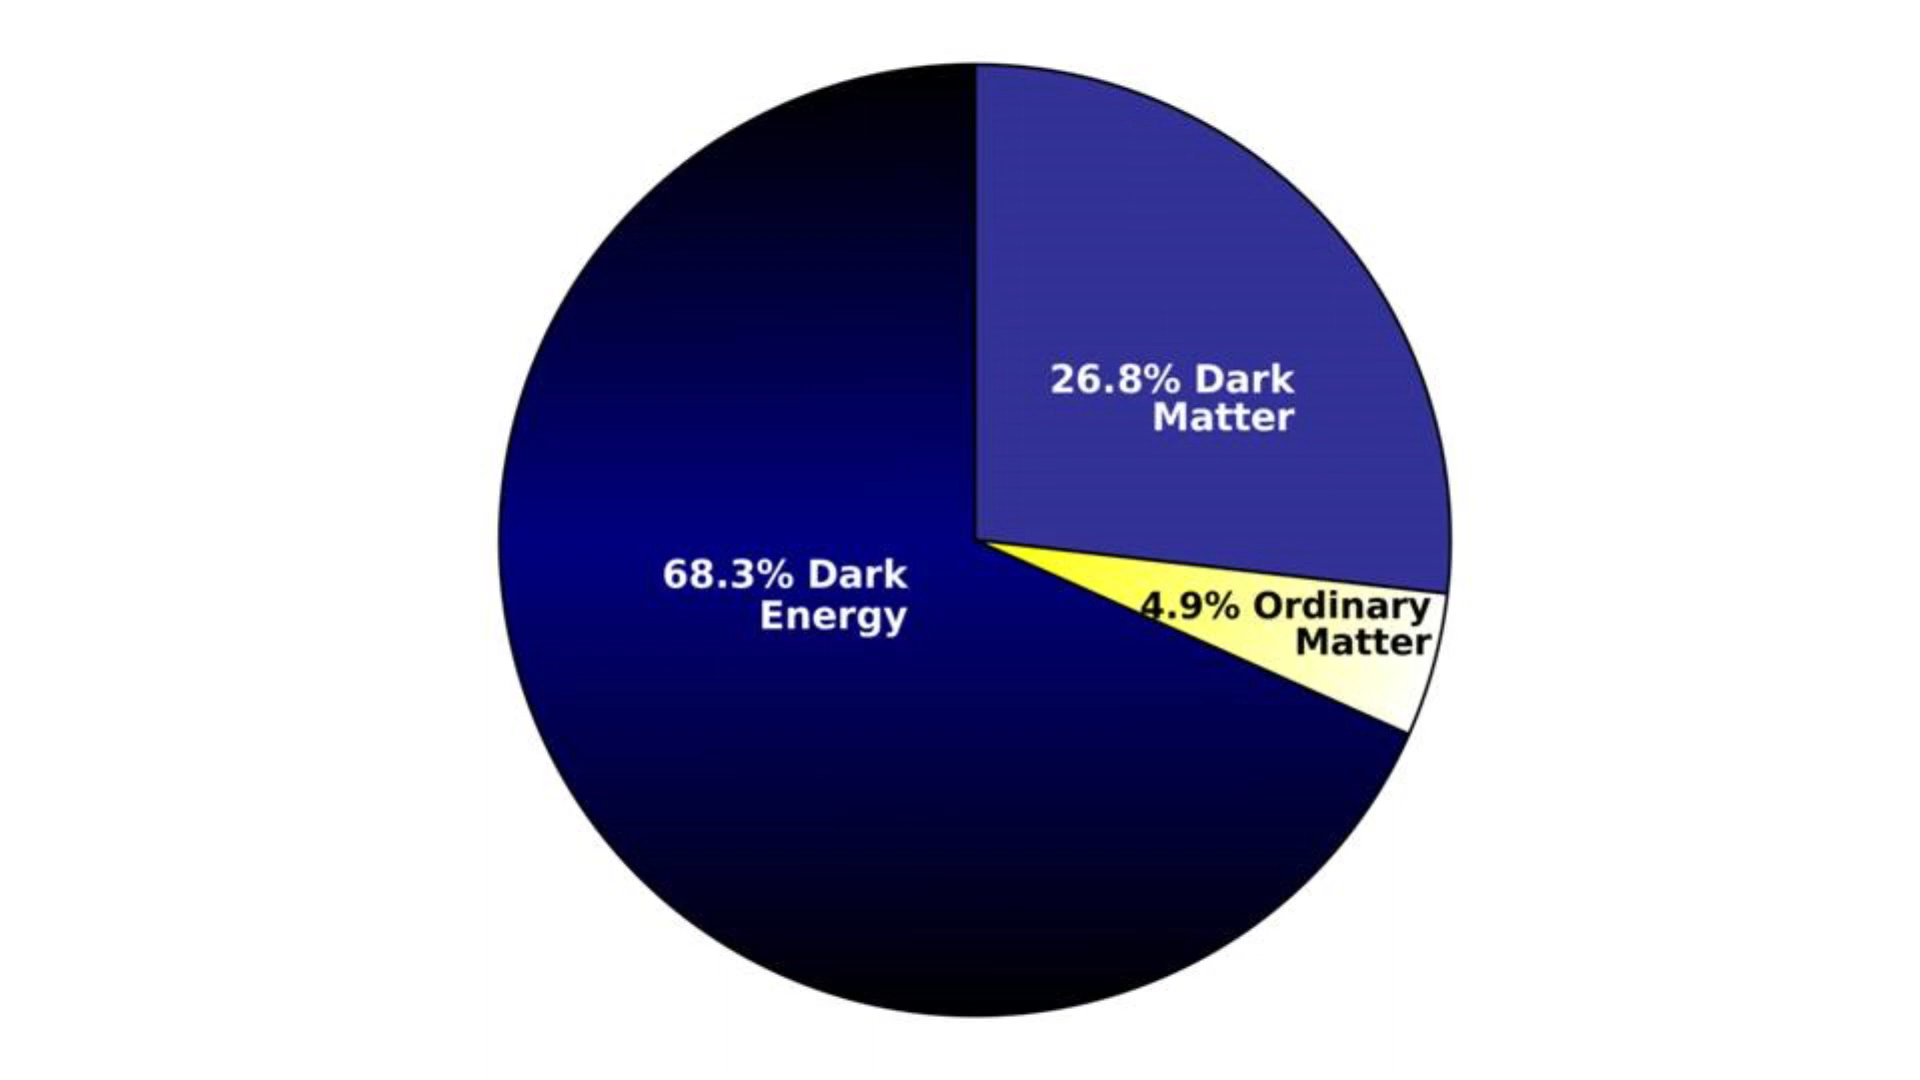 26.8% Dark
Matter
68.3% Dark
Energy
4.9% Ordinary
Matter